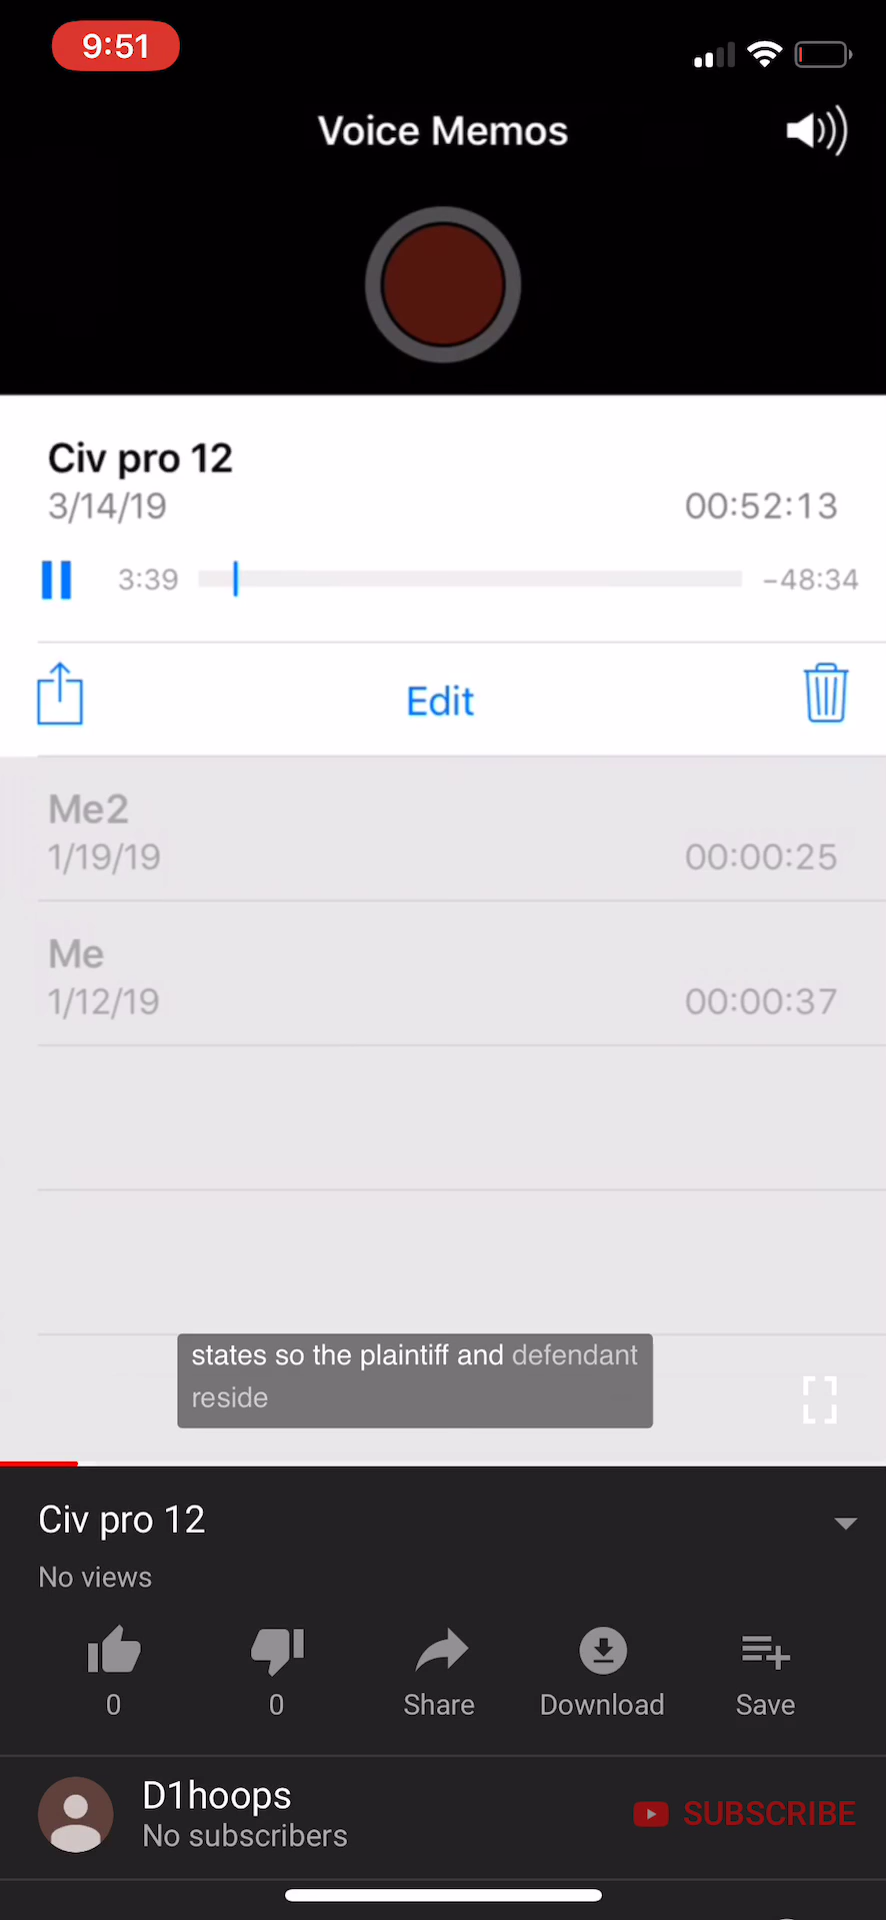 9:51
Voice Memos
Civ pro 12
3/14/19 00:52:13
3:39 −48:34
Edit
Me2
1/19/19 00:00:25
Me
1/12/19 00:00:37
states so the plaintiff and defendant
reside
Civ pro 12
No views
0 0 Share Download Save
D1hoops
No subscribers
SUBSCRIBE